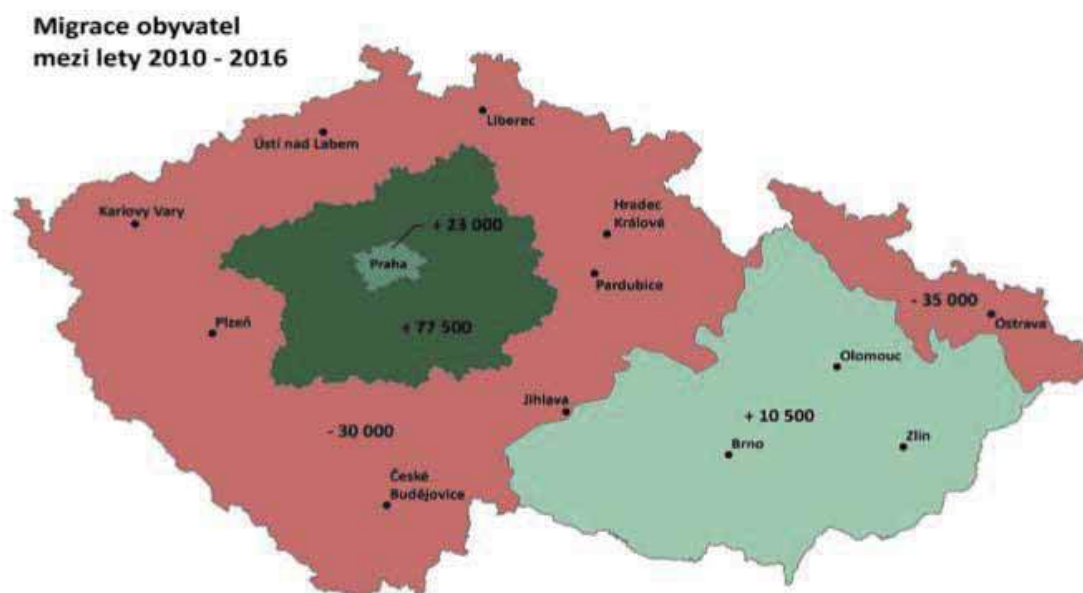 Migrace obyvatel
mezi lety 2010 - 2016
Liberec
Ústí nad Labem
Karlovy Vary
Hradec
Králové
+ 23 000
Praha
Pardubice
- 35 000
Ostrava
+ 77 500
Plzeň
Olomouc
Jihlava
+ 10 500
- 30 000
Brno
Zlín
České
Budějovice